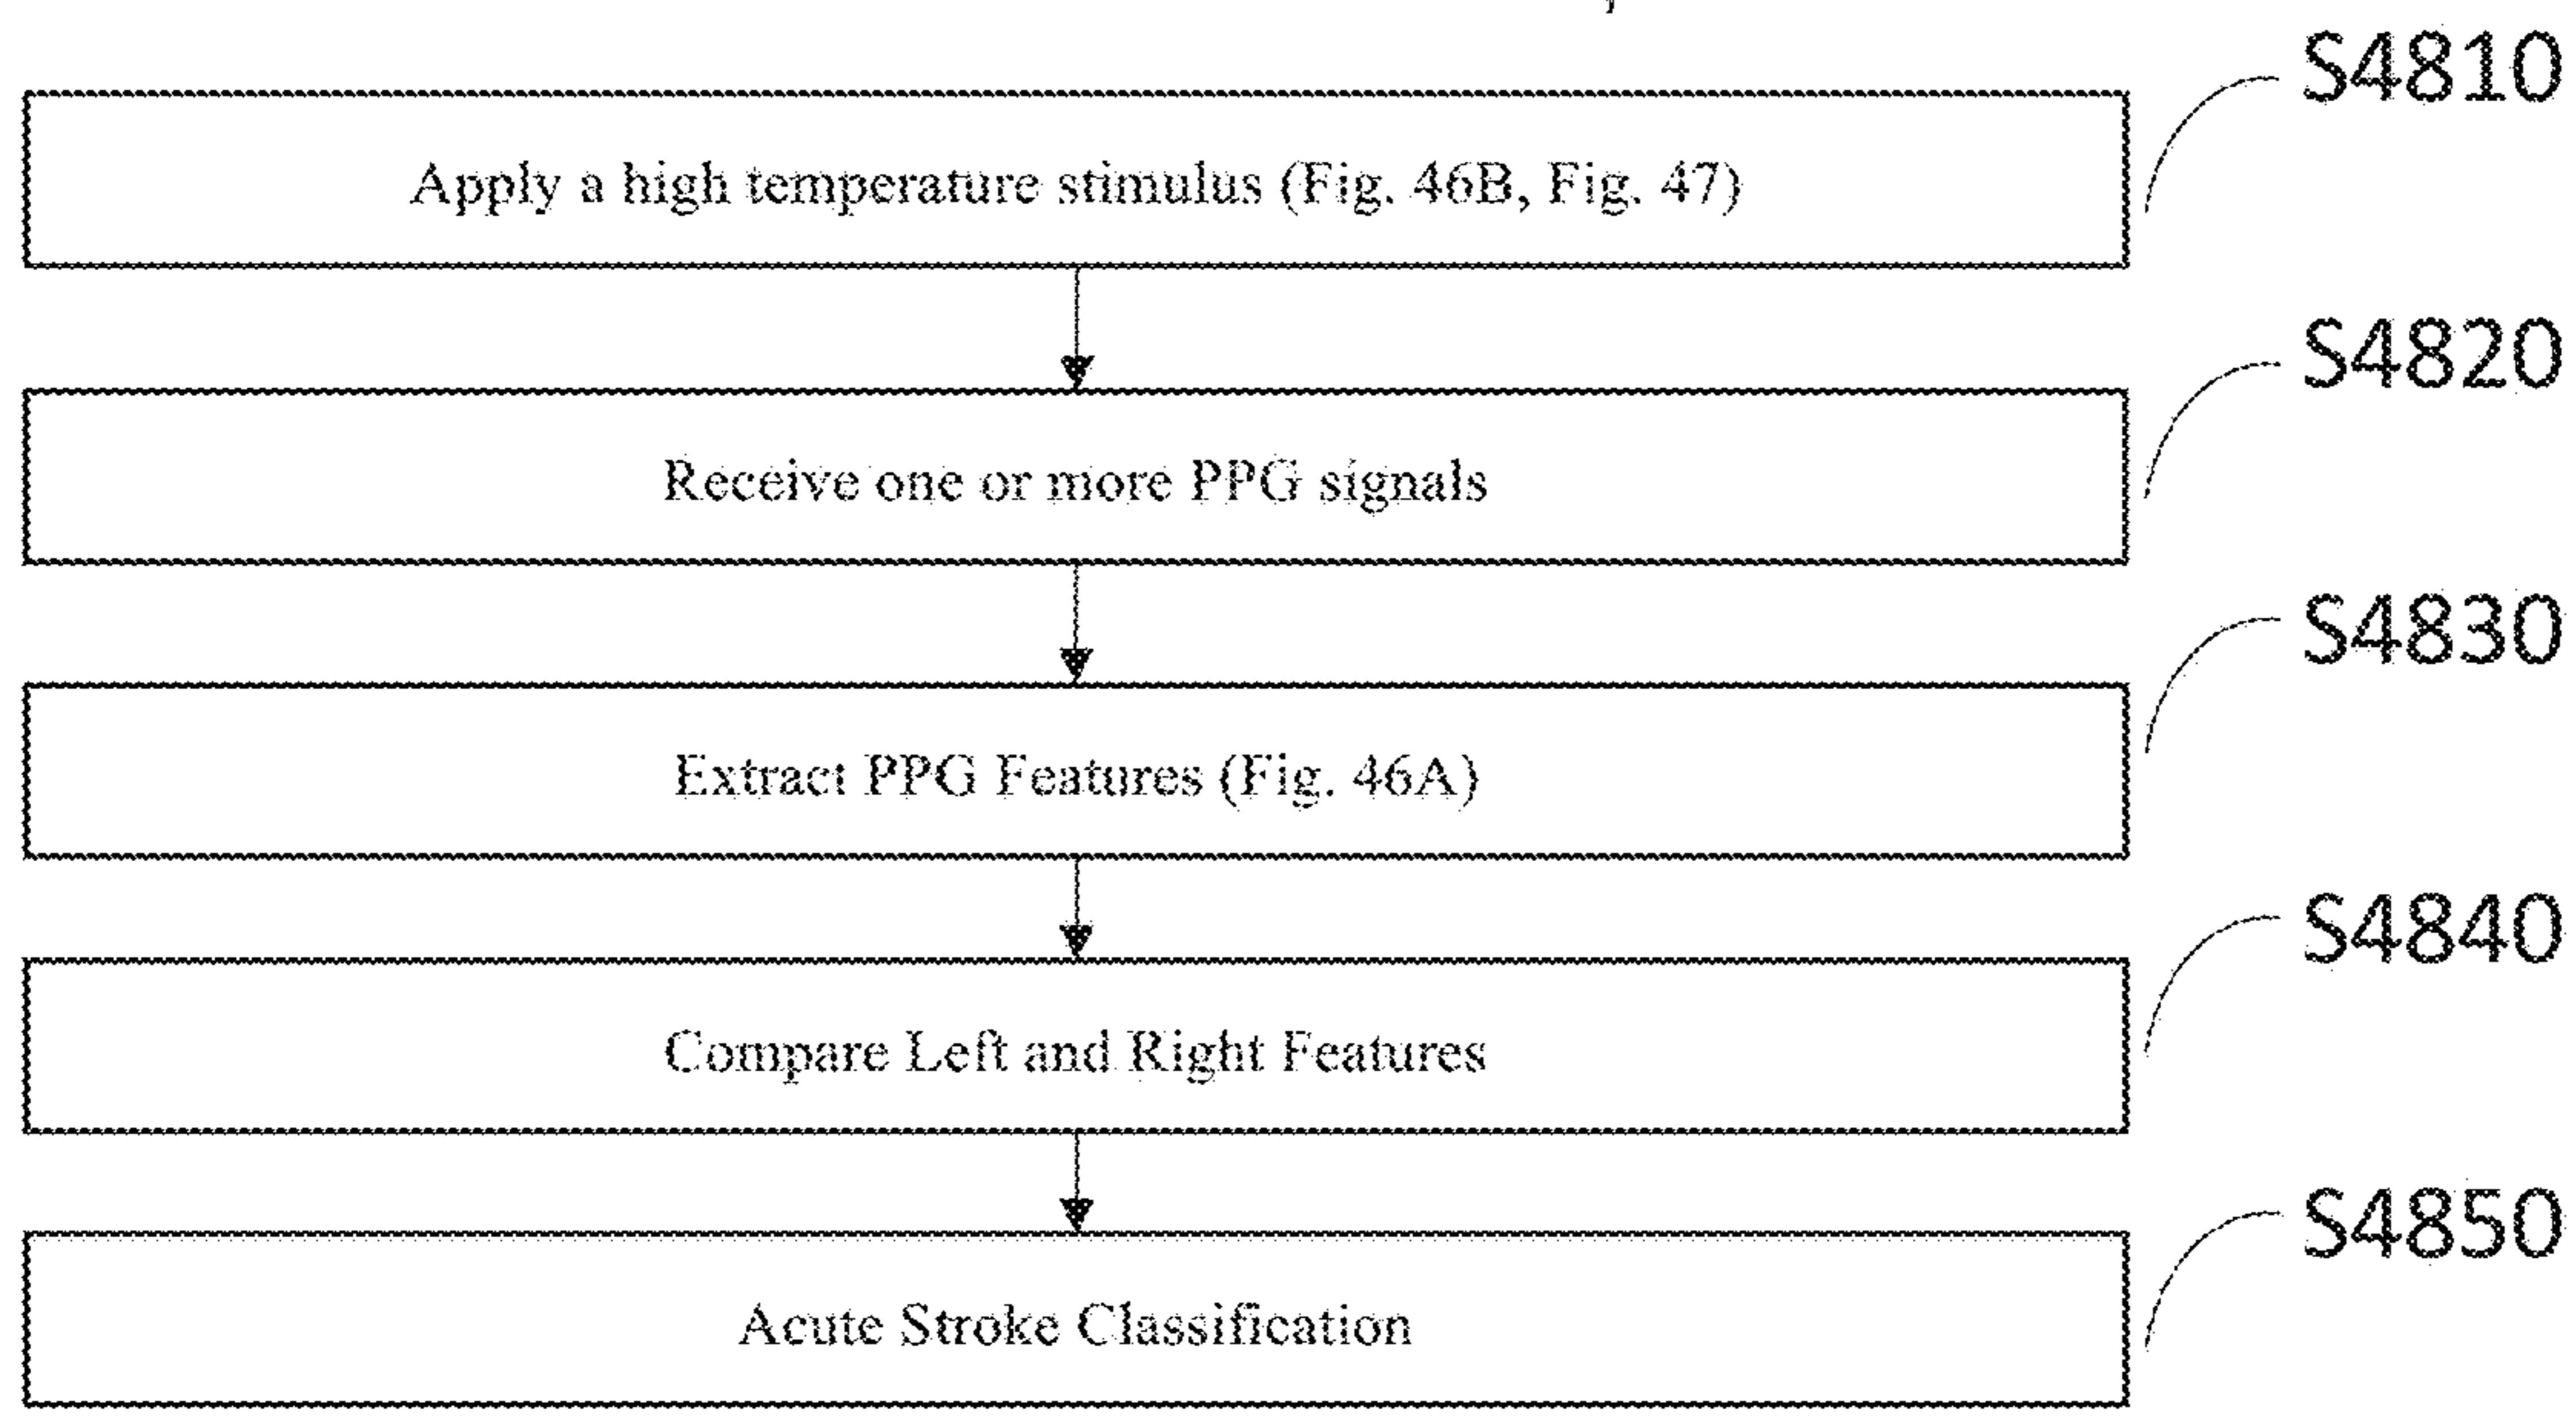 S4810
Apply a high temperature stimulus (Fig. 46B, Fig. 47)
S4820
Receive one or more PPG signals
S4830
Extract PPG Features (Fig. 46A)
S4840
Compare Left and Right Features
S4850
Acute Stroke Classification